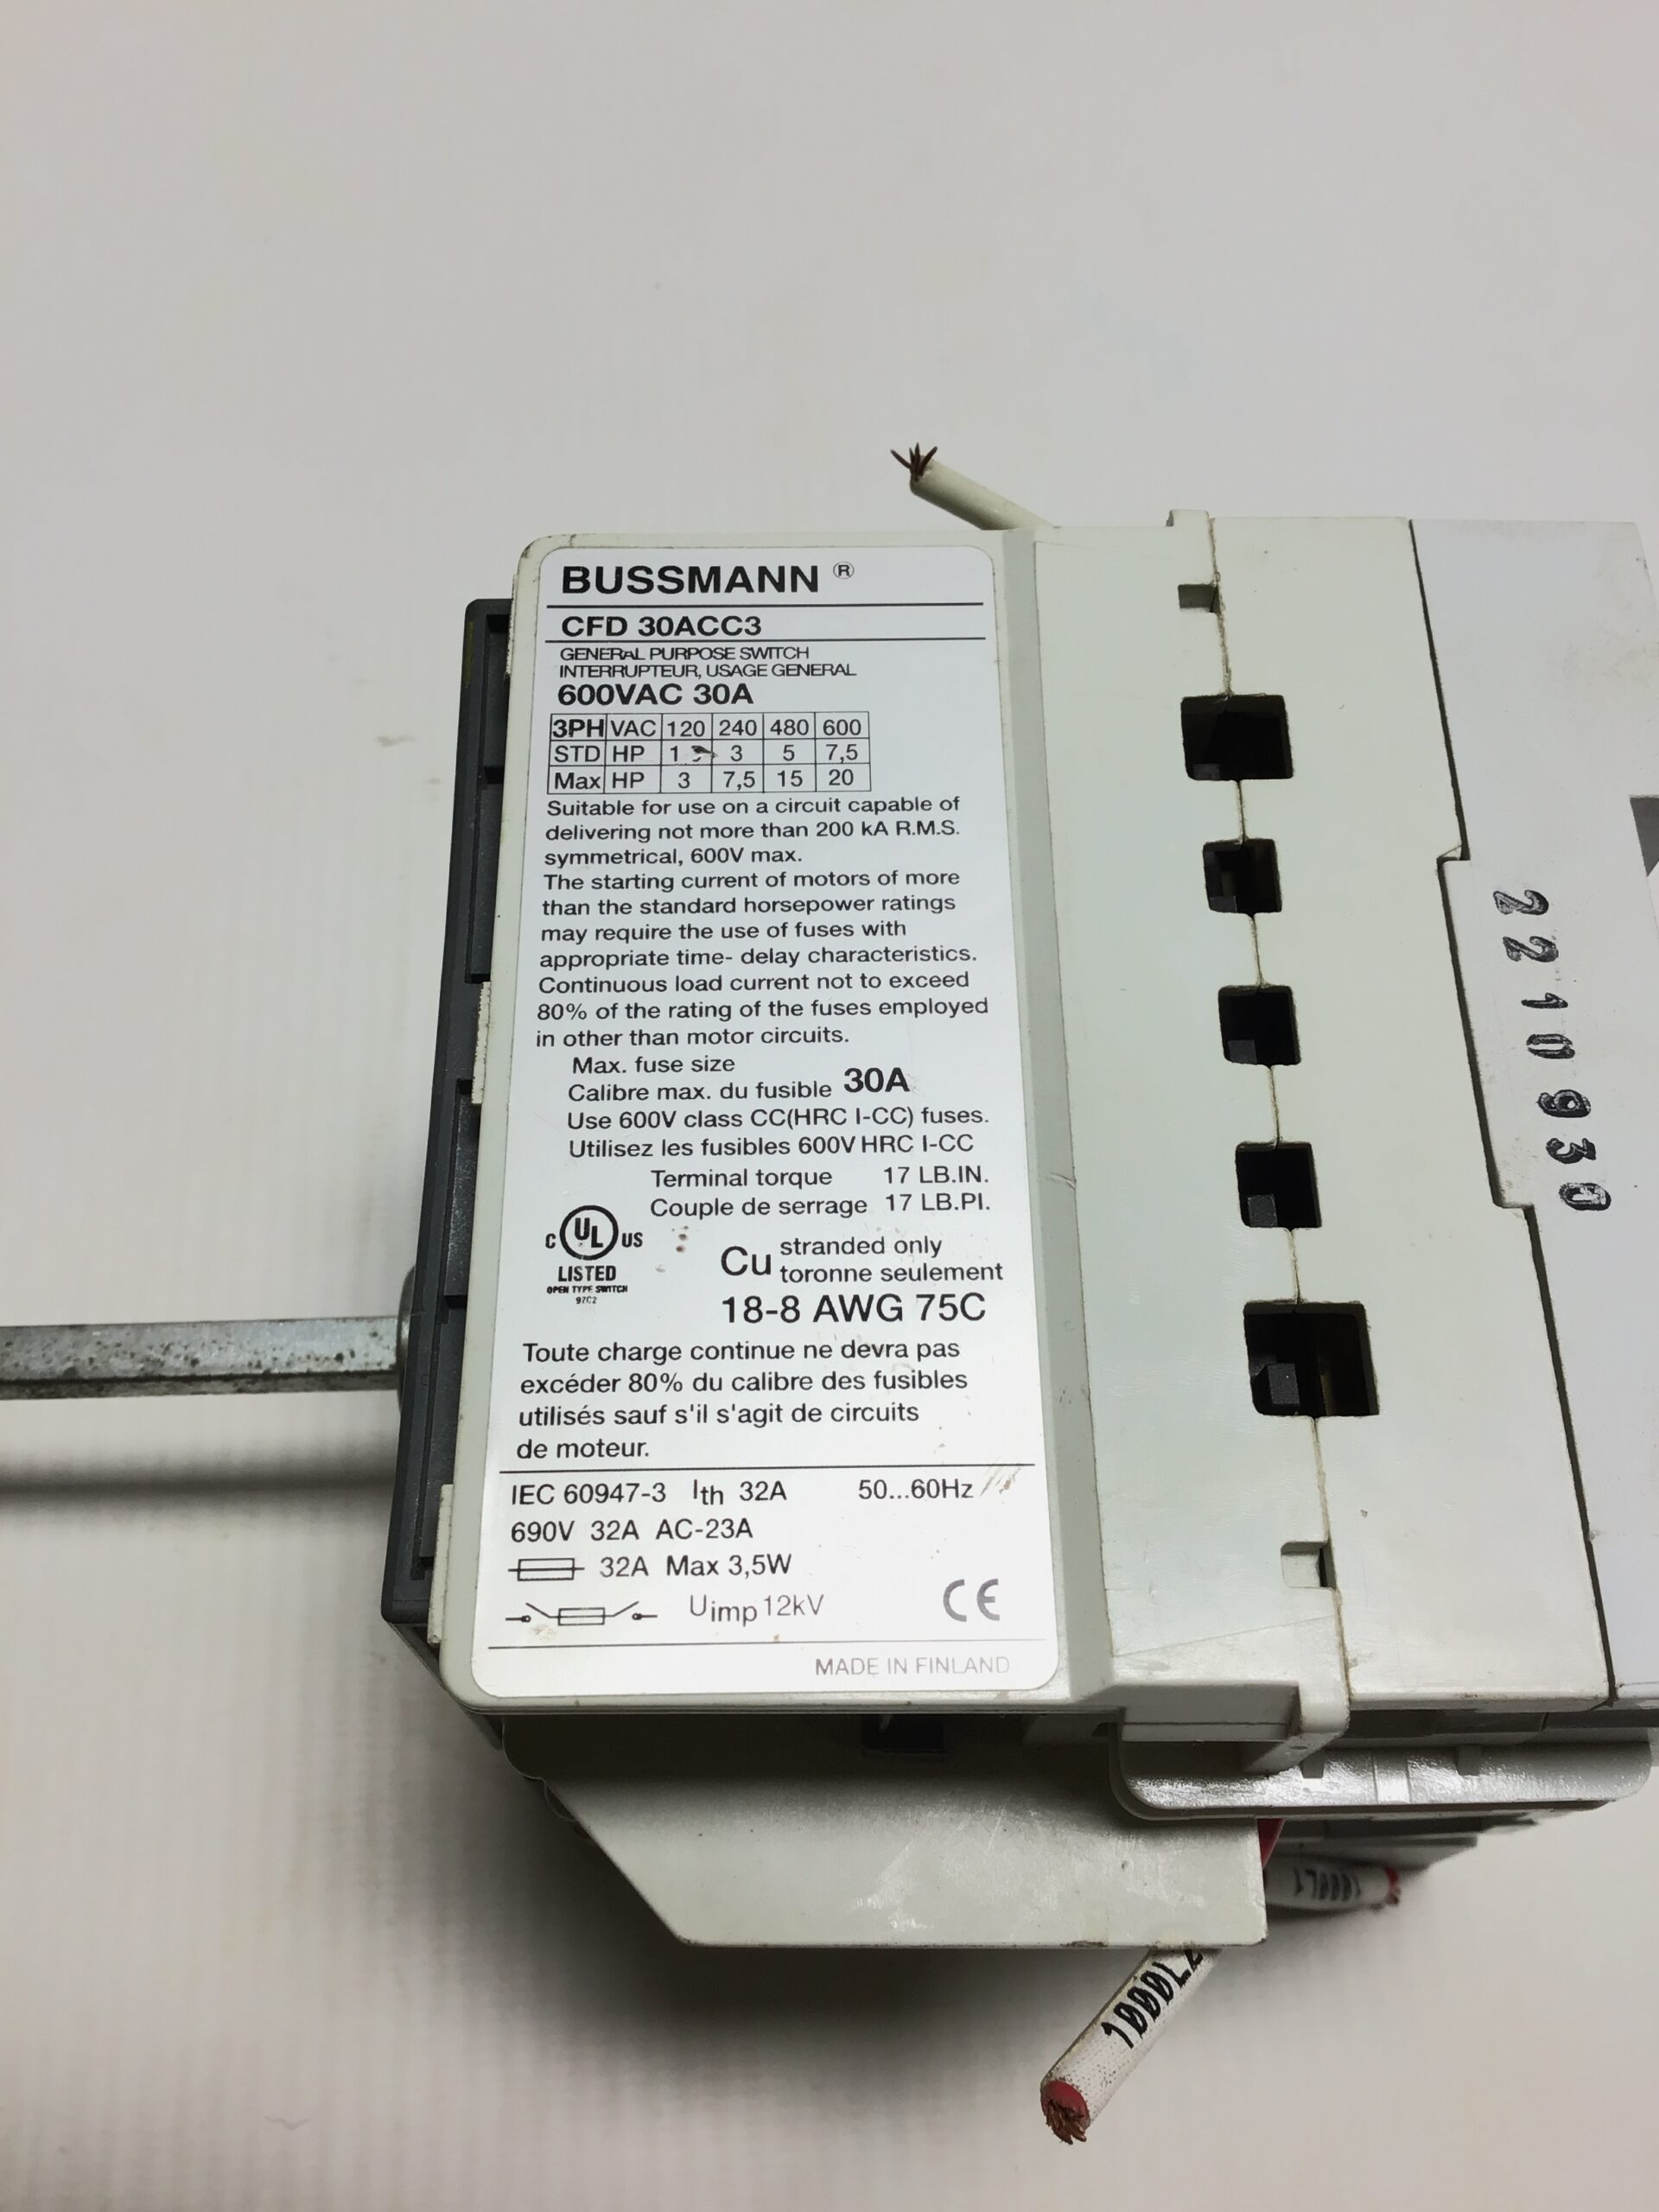 BUSSMANN ®
CFD 30ACC3
GENERAL PURPOSE SWITCH
INTERRUPTEUR, USAGE GENERAL
600VAC 30A
3PH VAC 120 240 480 600
STD HP 1 3 5 7,5
Max HP 3 7,5 15 20
Suitable for use on a circuit capable of
delivering not more than 200 kA R.M.S.
symmetrical, 600V max.
The starting current of motors of more
than the standard horsepower ratings
may require the use of fuses with
appropriate time- delay characteristics.
Continuous load current not to exceed
80% of the rating of the fuses employed
in other than motor circuits.
Max. fuse size
Calibre max. du fusible 30A
Use 600V class CC(HRC I-CC) fuses.
Utilisez les fusibles 600V HRC I-CC
Terminal torque 17 LB.IN.
Couple de serrage 17 LB.PI.
C UL US
LISTED
OPEN TYPE SWITCH
97C2
Cu stranded only
toronne seulement
18-8 AWG 75C
Toute charge continue ne devra pas
excéder 80% du calibre des fusibles
utilisés sauf s'il s'agit de circuits
de moteur.
IEC 60947-3 Ith 32A 50...60Hz
690V 32A AC-23A
32A Max 3,5W
Uimp 12kV
CE
MADE IN FINLAND
2210930
1000L1
1000L2